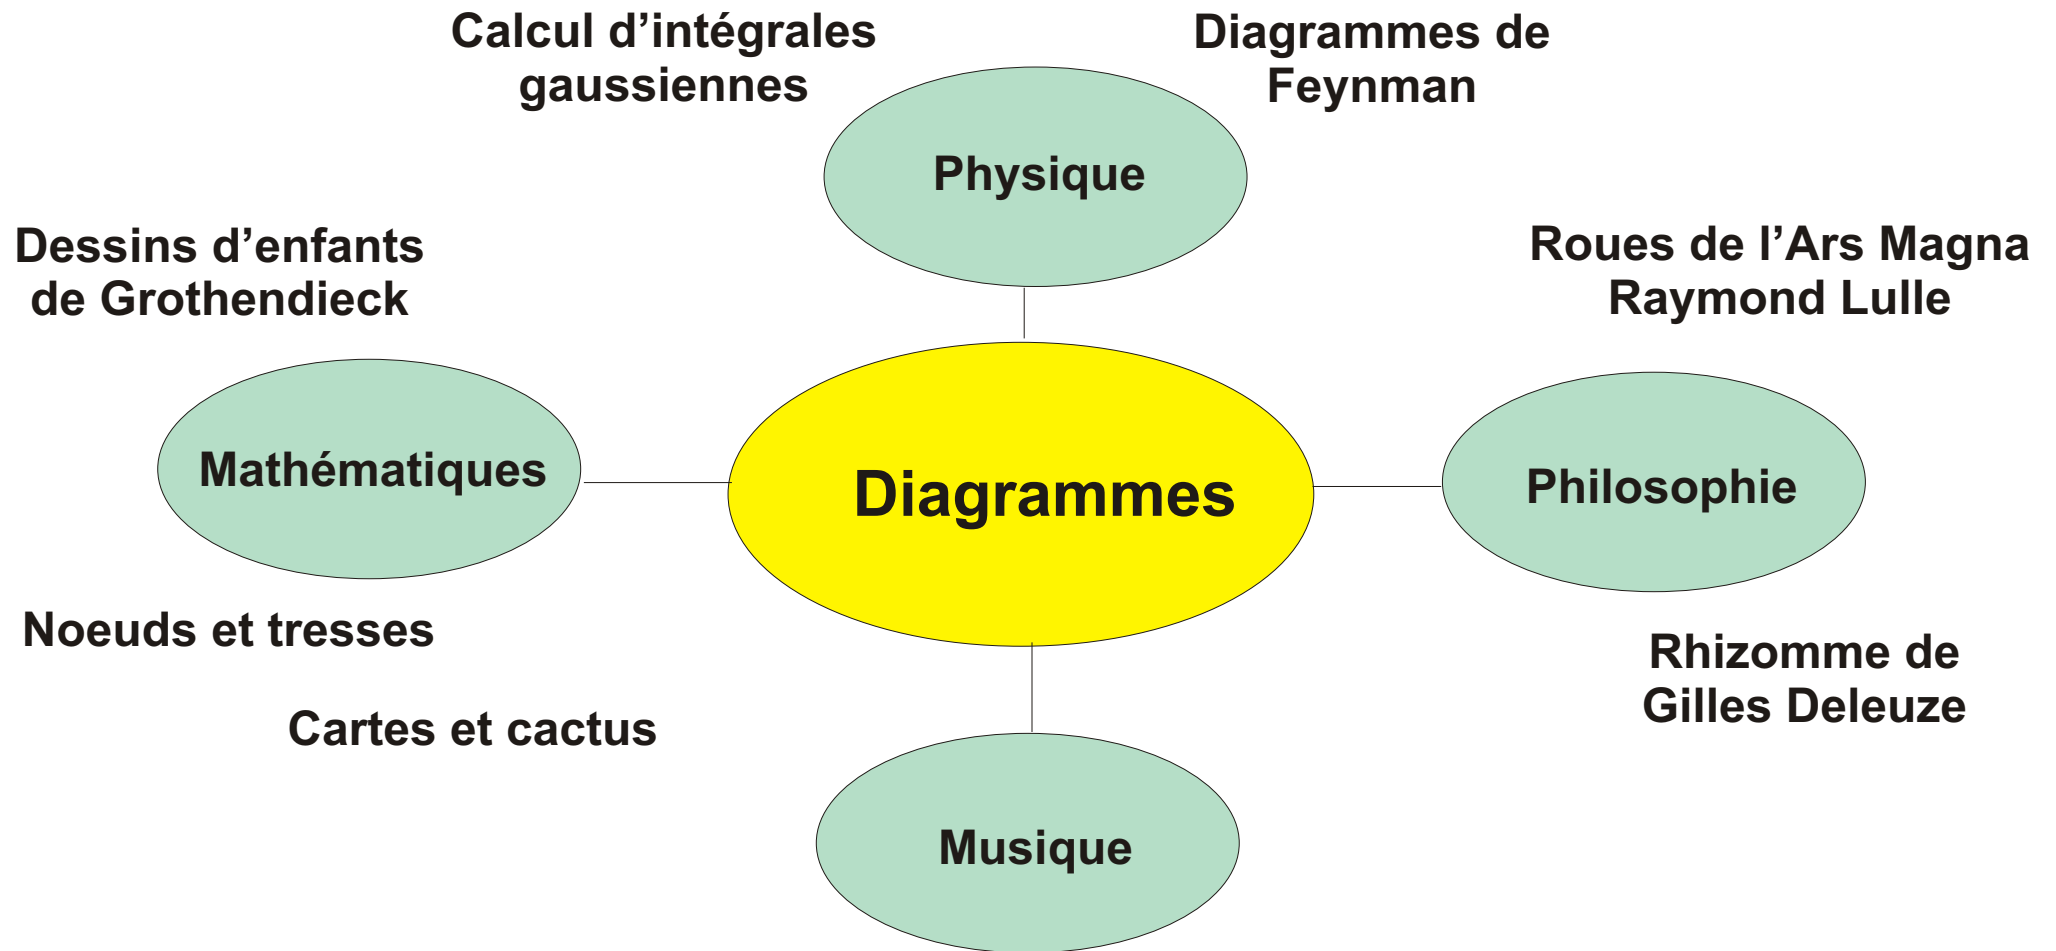 Calcul d’intégrales
gaussiennes
Diagrammes de
Feynman
Physique
Dessins d’enfants
de Grothendieck
Roues de l’Ars Magna
Raymond Lulle
Mathématiques
Diagrammes
Philosophie
Noeuds et tresses
Cartes et cactus
Rhizomme de
Gilles Deleuze
Musique